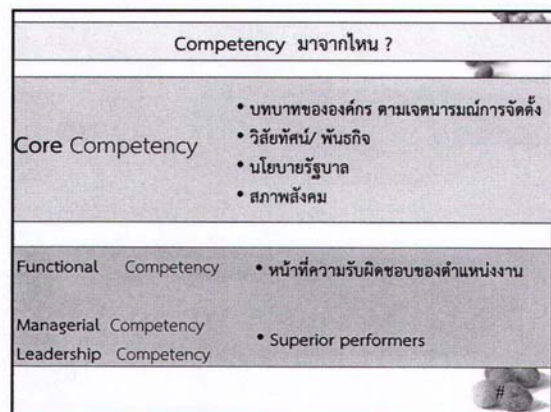 Competency มาจากไหน ?
Core Competency
• บทบาทขององค์กร ตามเจตนารมณ์การจัดตั้ง
• วิสัยทัศน์/ พันธกิจ
• นโยบายรัฐบาล
• สภาพสังคม
Functional Competency
• หน้าที่ความรับผิดชอบของตำแหน่งงาน
Managerial Competency
Leadership Competency
• Superior performers
#